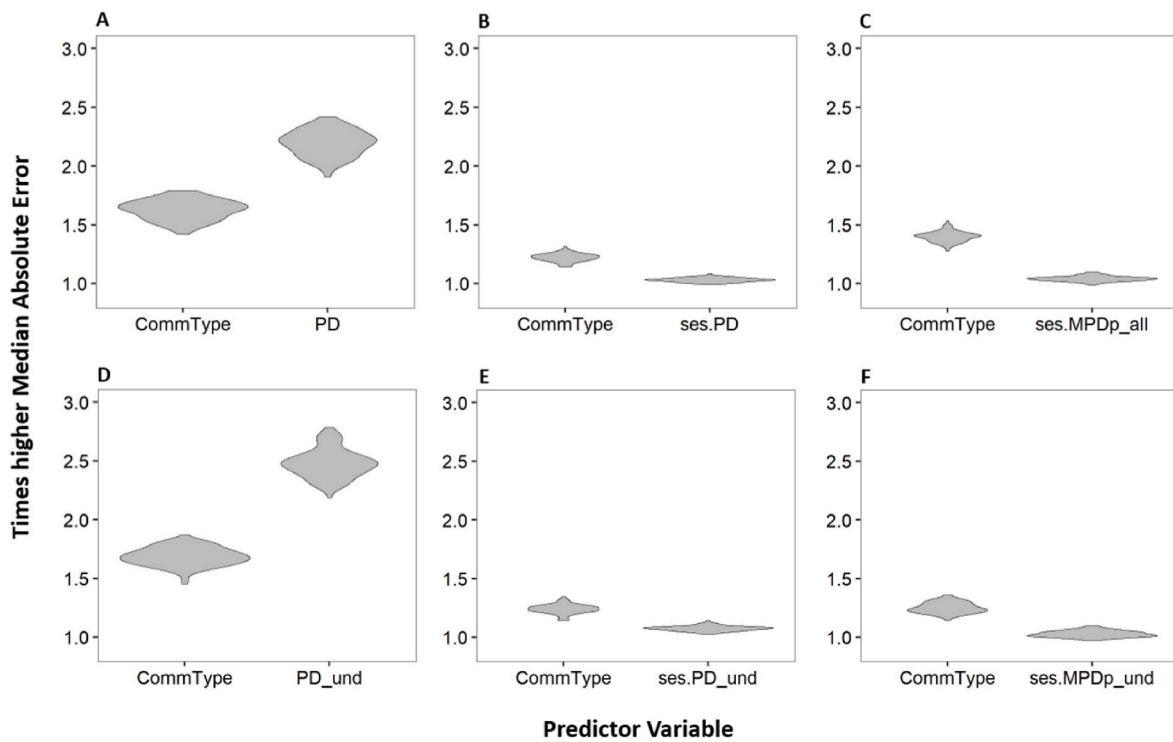 A
B
C
3.0
2.5
2.0
1.5
1.0
CommType PD
3.0
2.5
2.0
1.5
1.0
CommType ses.PD
3.0
2.5
2.0
1.5
1.0
CommType ses.MPDp_all
Times higher Median Absolute Error
D
E
F
3.0
2.5
2.0
1.5
1.0
CommType PD_und
3.0
2.5
2.0
1.5
1.0
CommType ses.PD_und
3.0
2.5
2.0
1.5
1.0
CommType ses.MPDp_und
Predictor Variable